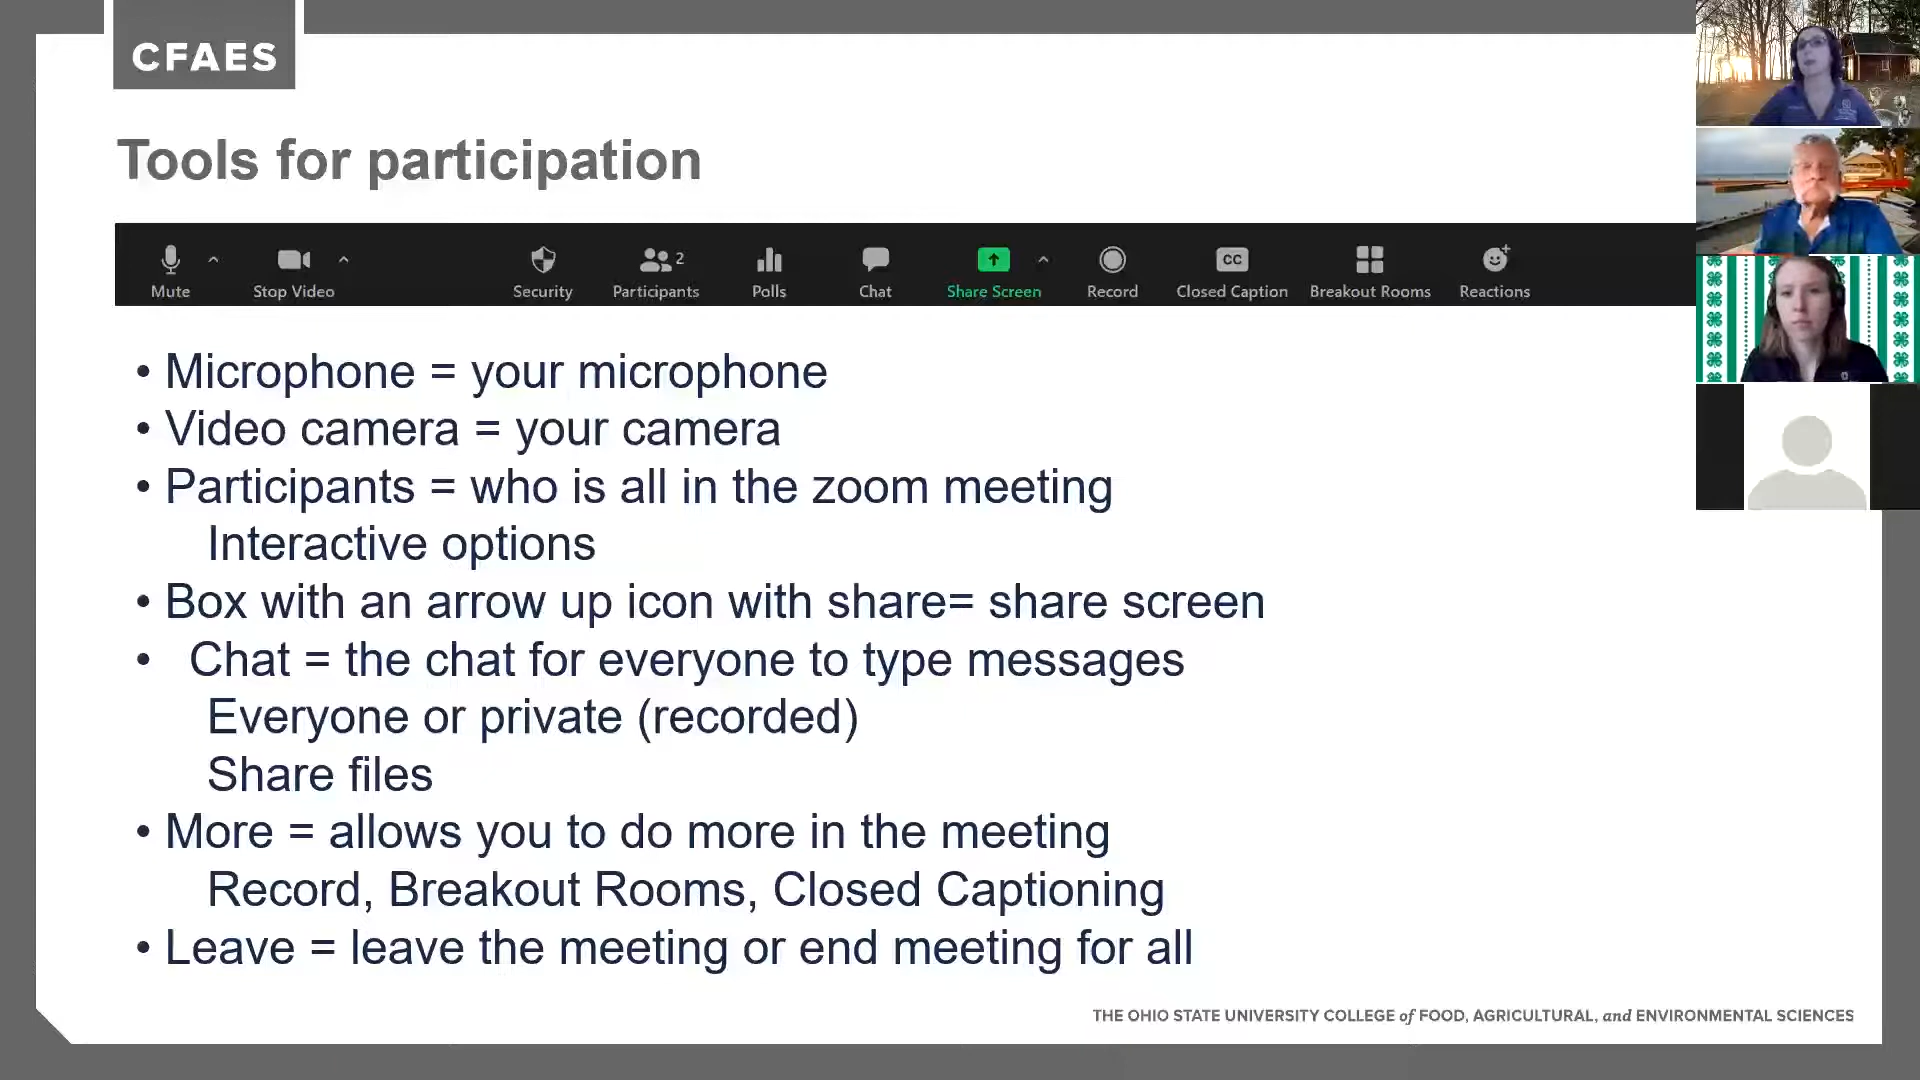 CFAES
Tools for participation
Mute
Stop Video
Security
2
Participants
Polls
Chat
Share Screen
Record
CC
Closed Caption
Breakout Rooms
Reactions
• Microphone = your microphone
• Video camera = your camera
• Participants = who is all in the zoom meeting
Interactive options
• Box with an arrow up icon with share= share screen
• Chat = the chat for everyone to type messages
Everyone or private (recorded)
Share files
• More = allows you to do more in the meeting
Record, Breakout Rooms, Closed Captioning
• Leave = leave the meeting or end meeting for all
THE OHIO STATE UNIVERSITY COLLEGE of FOOD, AGRICULTURAL, and ENVIRONMENTAL SCIENCES